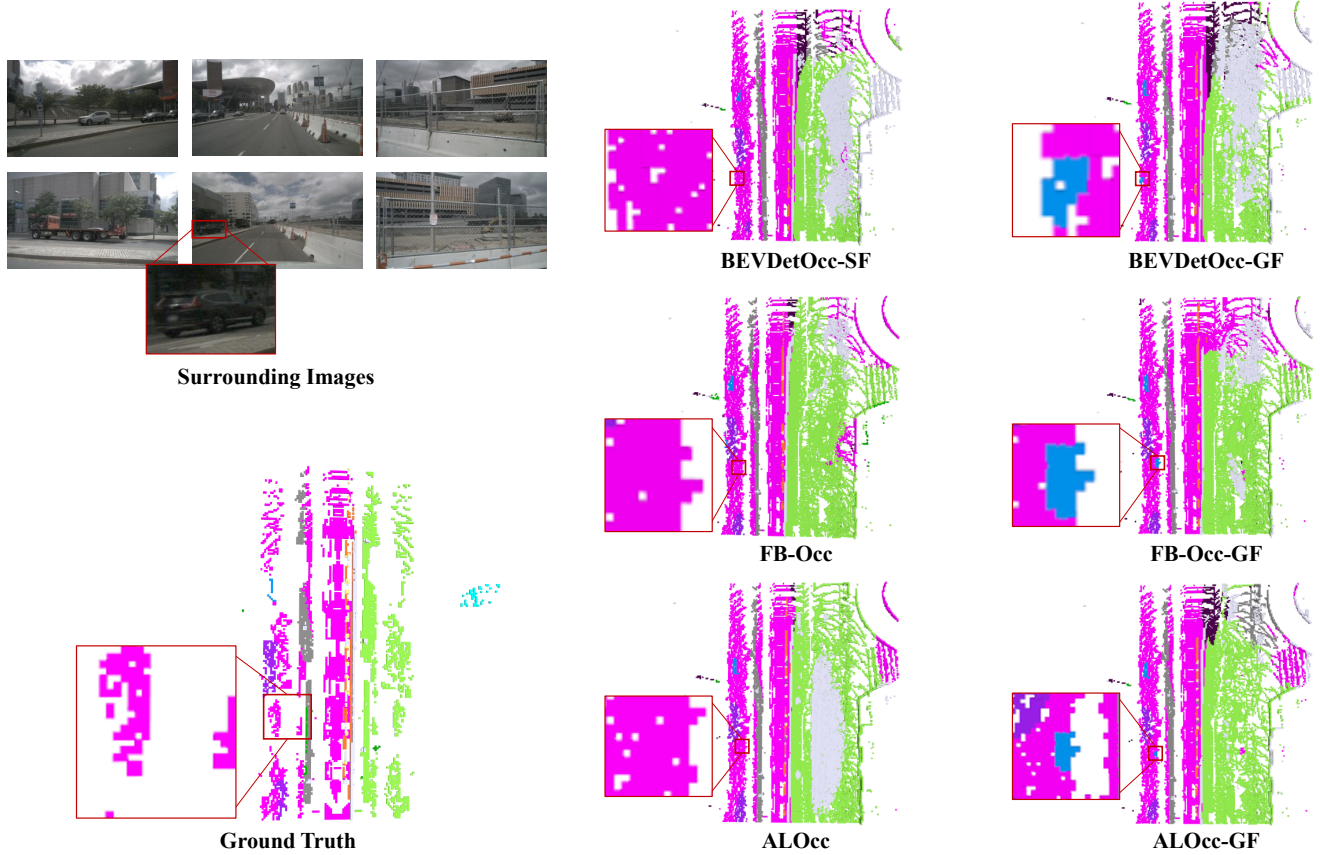 BEVDetOcc-SF
BEVDetOcc-GF
Surrounding Images
FB-Occ
FB-Occ-GF
Ground Truth
ALOcc
ALOcc-GF